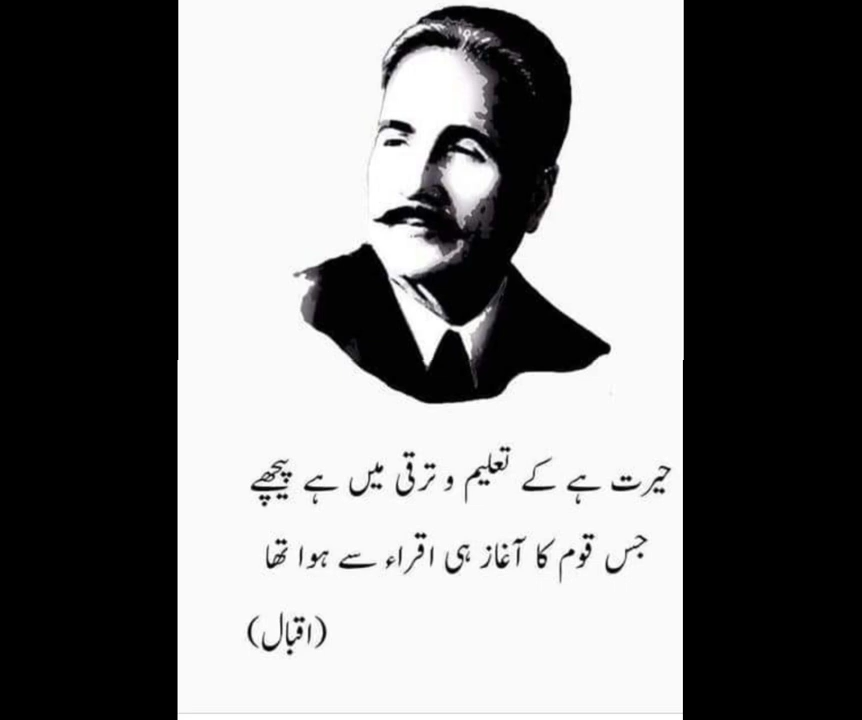 حیرت ہے کے تعلیم و ترقی میں ہے پیچھے
جس قوم کا آغاز ہی اقراء سے ہوا تھا
(اقبال)